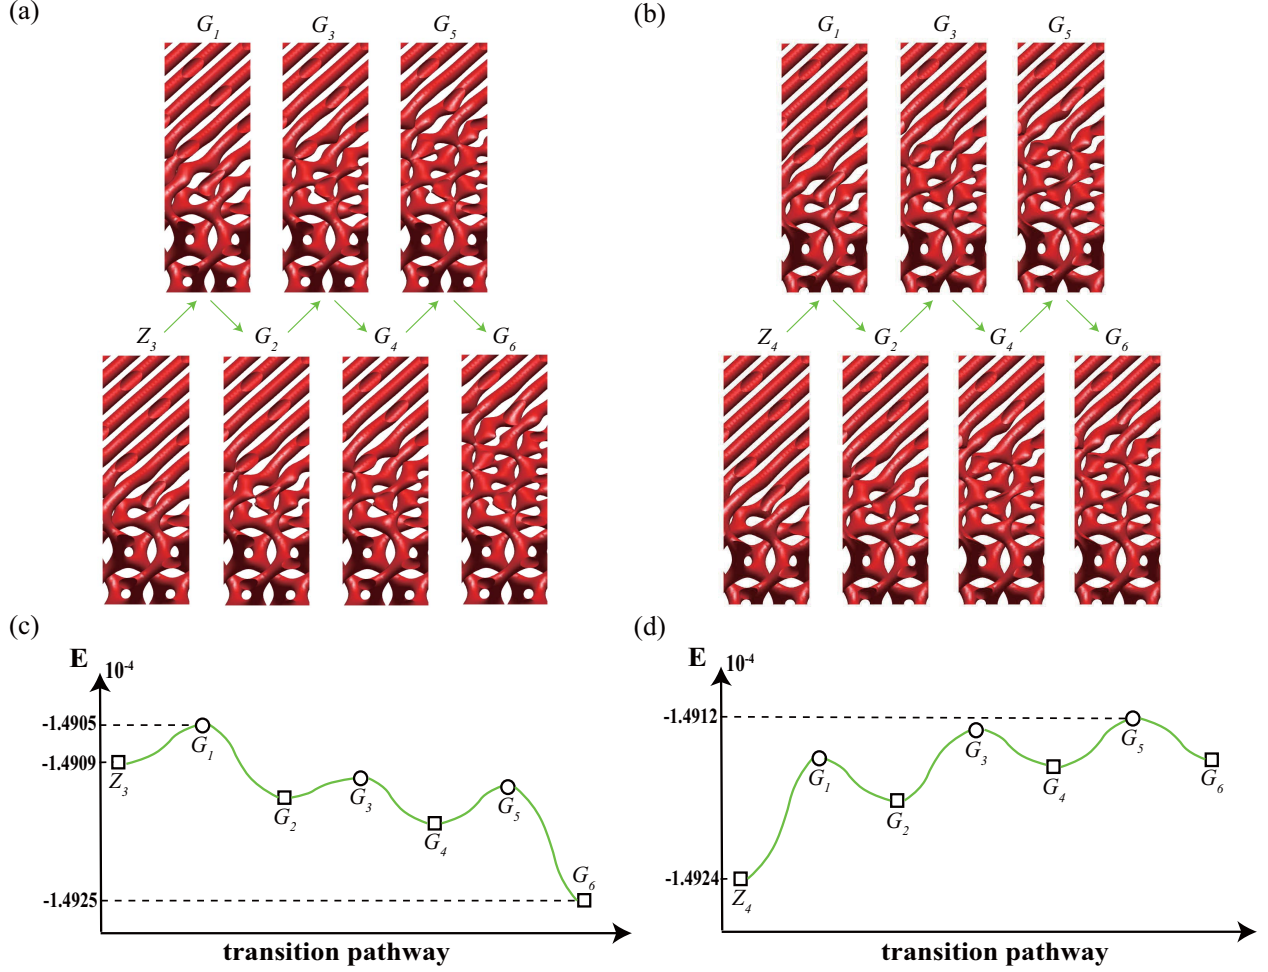 (a)
G1 G3 G5
Z3 G2 G4 G6
(b)
G1 G3 G5
Z4 G2 G4 G6
(c)
E 10-4
-1.4905
G1
-1.4909
Z3
G2
G3
G4
G5
G6
-1.4925
transition pathway
(d)
E 10-4
-1.4912
G5
G3
G1
G6
G4
G2
-1.4924
Z4
transition pathway